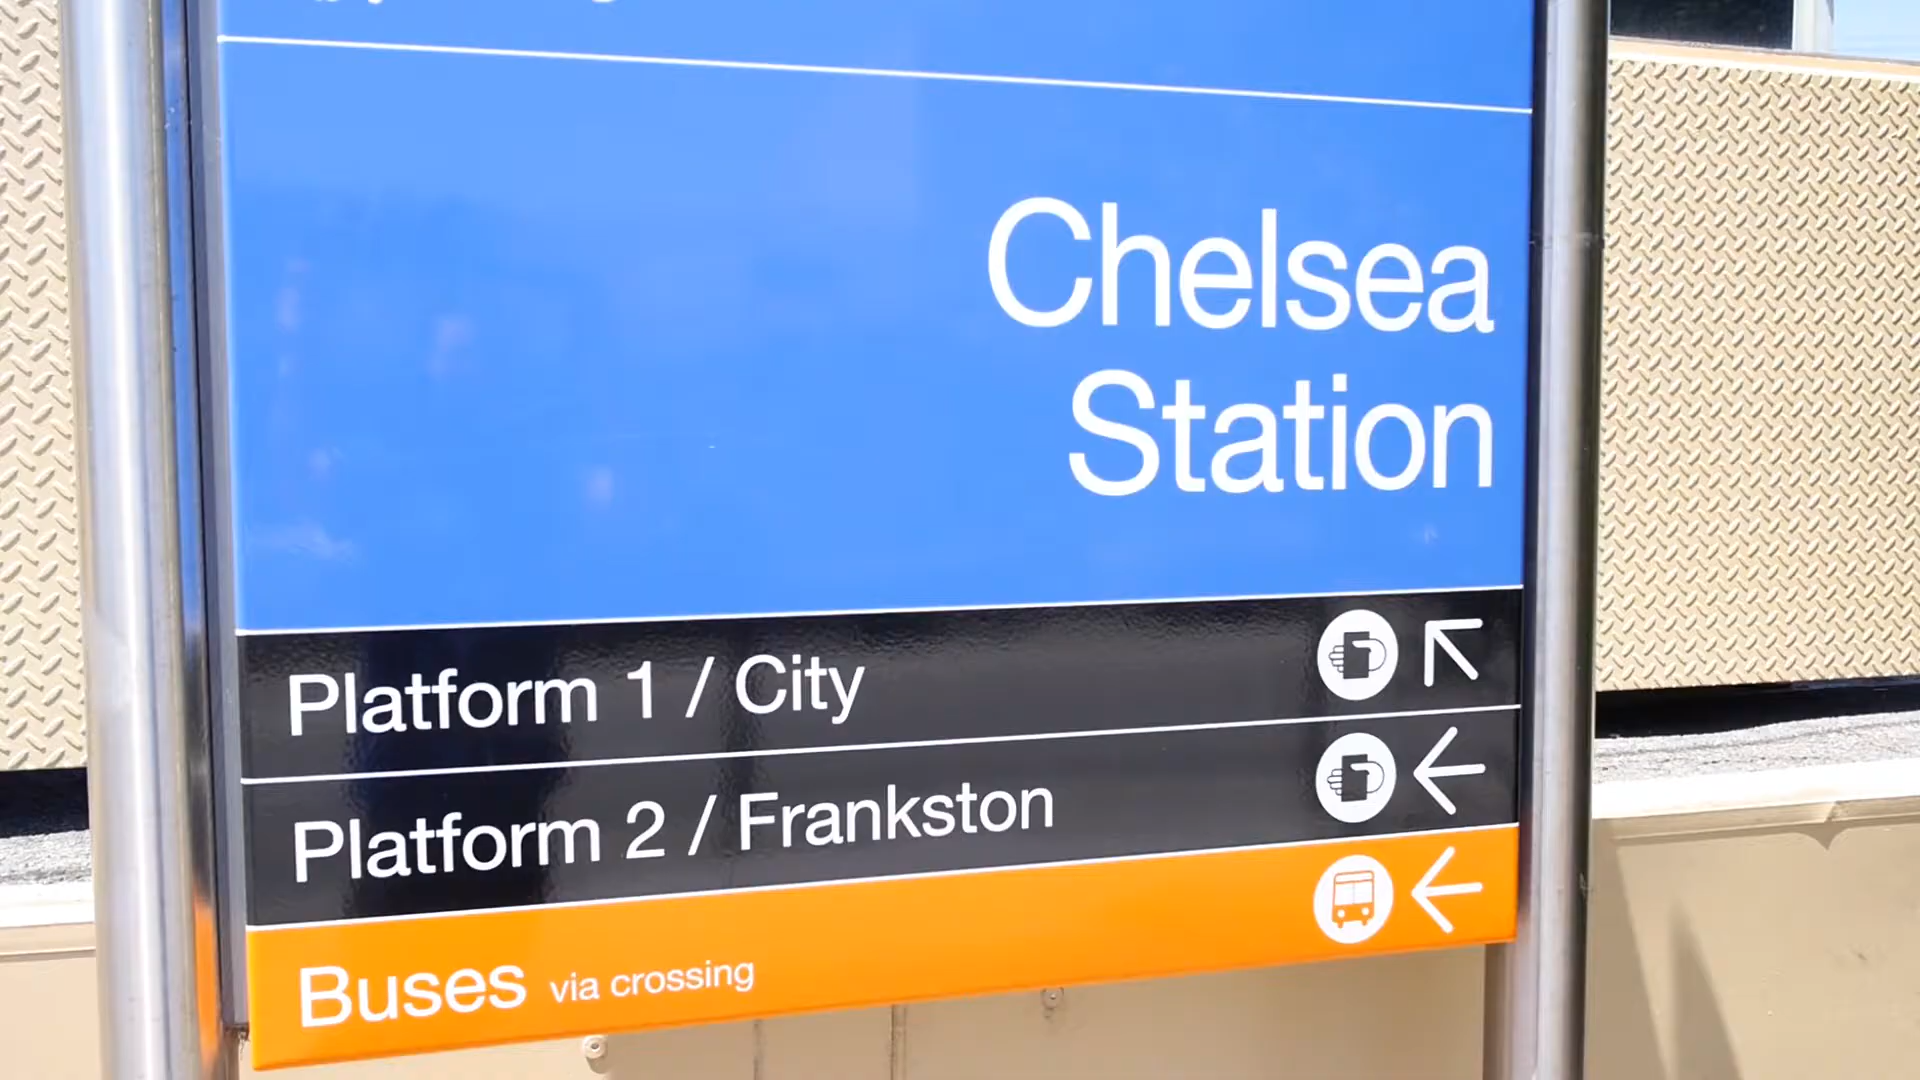 Chelsea
Station
Platform 1 / City
Platform 2 / Frankston
Buses via crossing